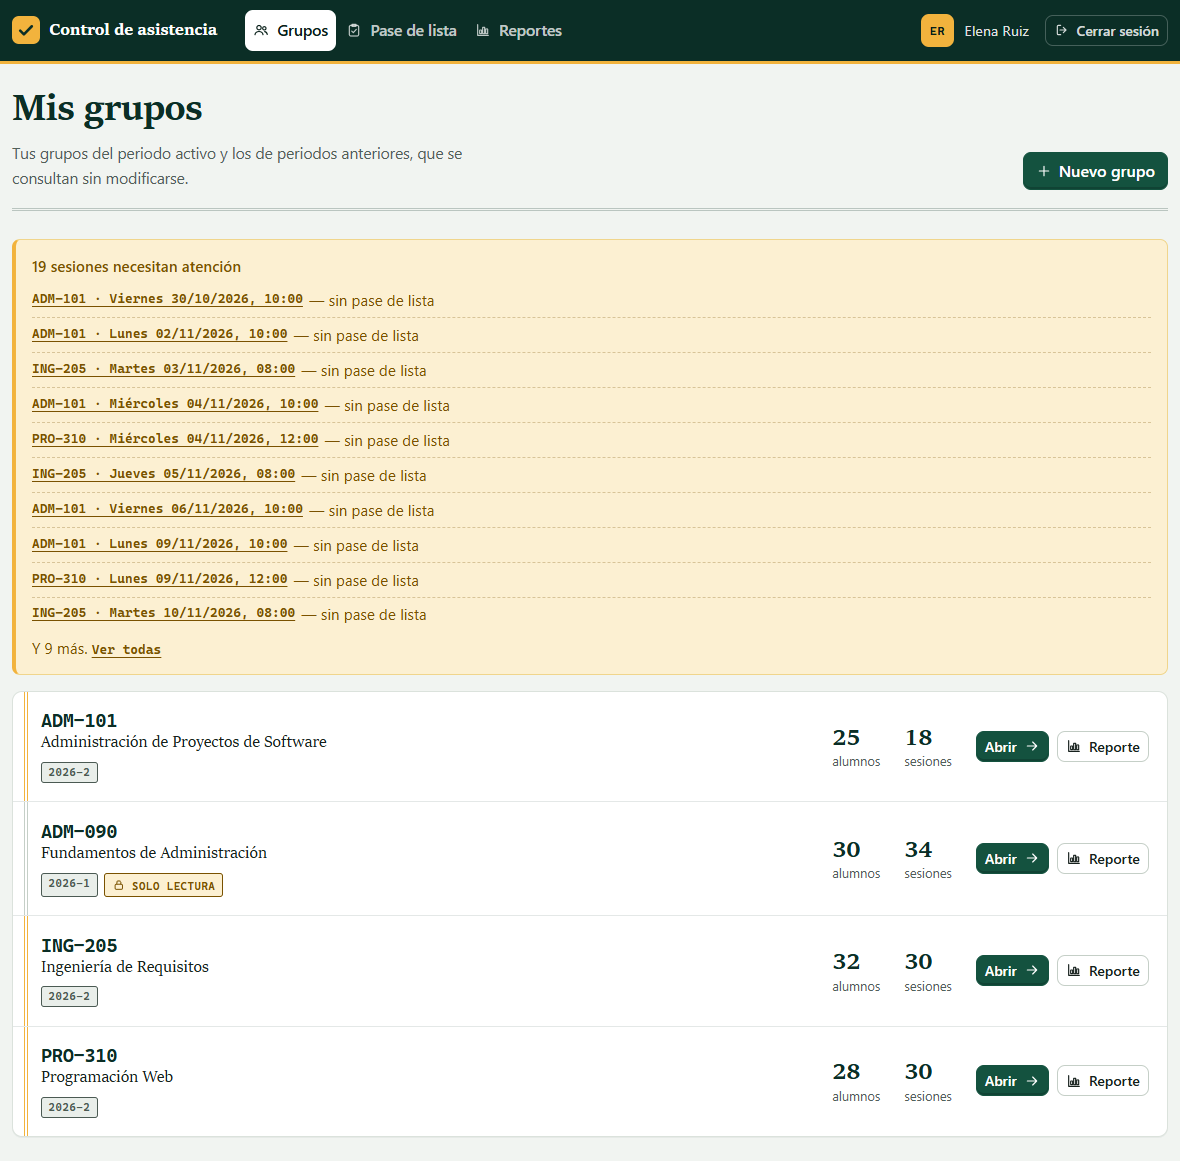 Control de asistencia
Grupos
Pase de lista
Reportes
ER
Elena Ruiz
Cerrar sesión
Mis grupos
Tus grupos del periodo activo y los de periodos anteriores, que se
consultan sin modificarse.
Nuevo grupo
19 sesiones necesitan atención
ADM-101 · Viernes 30/10/2026, 10:00 — sin pase de lista
ADM-101 · Lunes 02/11/2026, 10:00 — sin pase de lista
ING-205 · Martes 03/11/2026, 08:00 — sin pase de lista
ADM-101 · Miércoles 04/11/2026, 10:00 — sin pase de lista
PRO-310 · Miércoles 04/11/2026, 12:00 — sin pase de lista
ING-205 · Jueves 05/11/2026, 08:00 — sin pase de lista
ADM-101 · Viernes 06/11/2026, 10:00 — sin pase de lista
ADM-101 · Lunes 09/11/2026, 10:00 — sin pase de lista
PRO-310 · Lunes 09/11/2026, 12:00 — sin pase de lista
ING-205 · Martes 10/11/2026, 08:00 — sin pase de lista
Y 9 más. Ver todas
ADM-101
Administración de Proyectos de Software
2026-2
25 alumnos
18 sesiones
Abrir
Reporte
ADM-090
Fundamentos de Administración
2026-1
SOLO LECTURA
30 alumnos
34 sesiones
Abrir
Reporte
ING-205
Ingeniería de Requisitos
2026-2
32 alumnos
30 sesiones
Abrir
Reporte
PRO-310
Programación Web
2026-2
28 alumnos
30 sesiones
Abrir
Reporte